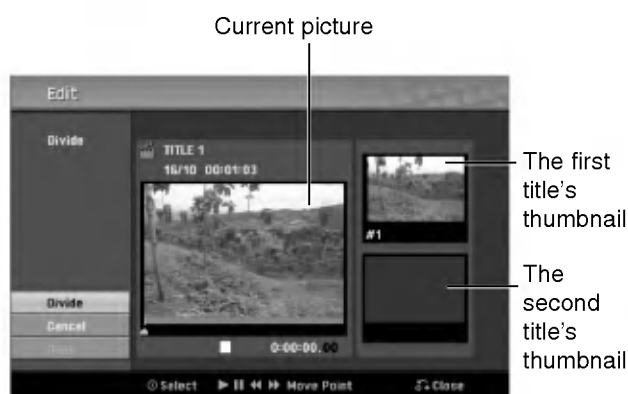 Current picture
Edit
Divide
TITLE 1
16/10 00:01:03
The first
title's
thumbnail
#1
The
second
title's
thumbnail
Divide
Cancel
0:00:00.00
Select
Move Point
Close